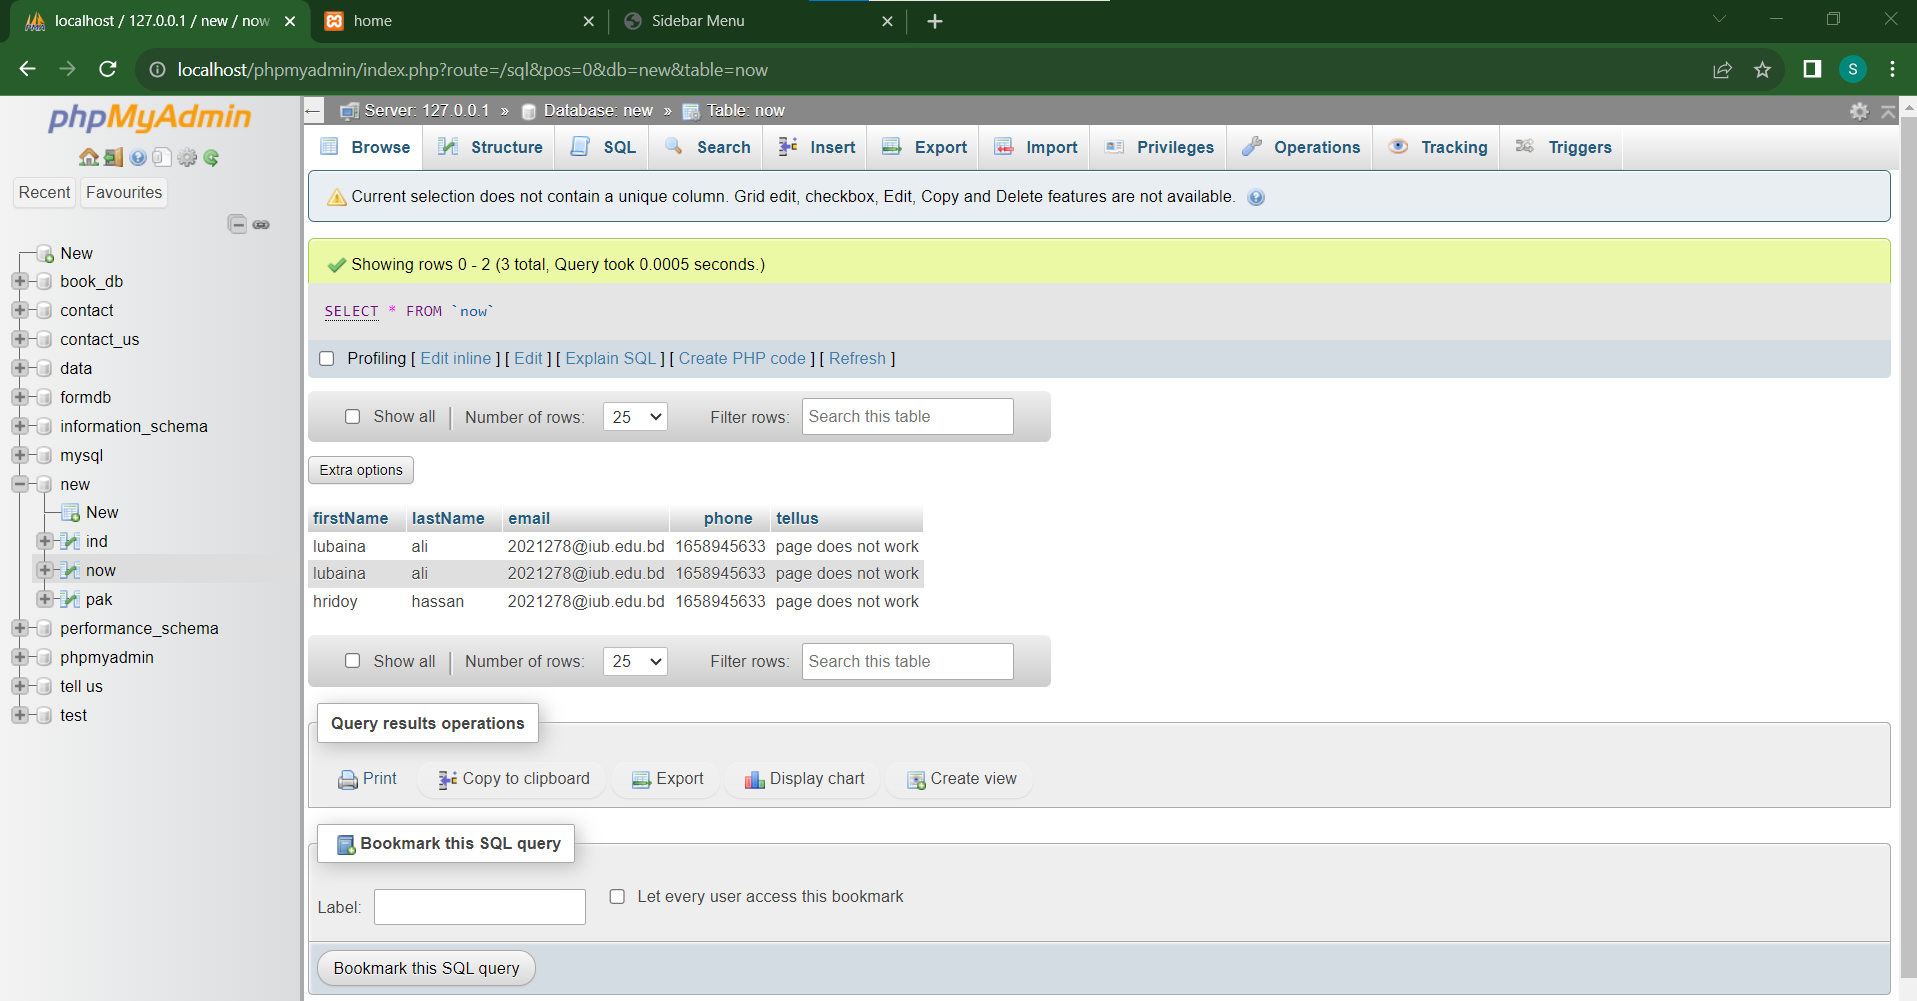 localhost / 127.0.0.1 / new / now
home
Sidebar Menu
localhost/phpmyadmin/index.php?route=/sql&pos=0&db=new&table=now
S
phpMyAdmin
Recent Favourites
New
book_db
contact
contact_us
data
formdb
information_schema
mysql
new
New
ind
now
pak
performance_schema
phpmyadmin
tell us
test
Server: 127.0.0.1 » Database: new » Table: now
Browse Structure SQL Search Insert Export Import Privileges Operations Tracking Triggers
Current selection does not contain a unique column. Grid edit, checkbox, Edit, Copy and Delete features are not available.
Showing rows 0 - 2 (3 total, Query took 0.0005 seconds.)
SELECT * FROM `now`
Profiling [ Edit inline ] [ Edit ] [ Explain SQL ] [ Create PHP code ] [ Refresh ]
Show all | Number of rows: 25 Filter rows: Search this table
Extra options
firstName lastName email phone tellus
lubaina ali 2021278@iub.edu.bd 1658945633 page does not work
lubaina ali 2021278@iub.edu.bd 1658945633 page does not work
hridoy hassan 2021278@iub.edu.bd 1658945633 page does not work
Show all | Number of rows: 25 Filter rows: Search this table
Query results operations
Print Copy to clipboard Export Display chart Create view
Bookmark this SQL query
Label: Let every user access this bookmark
Bookmark this SQL query